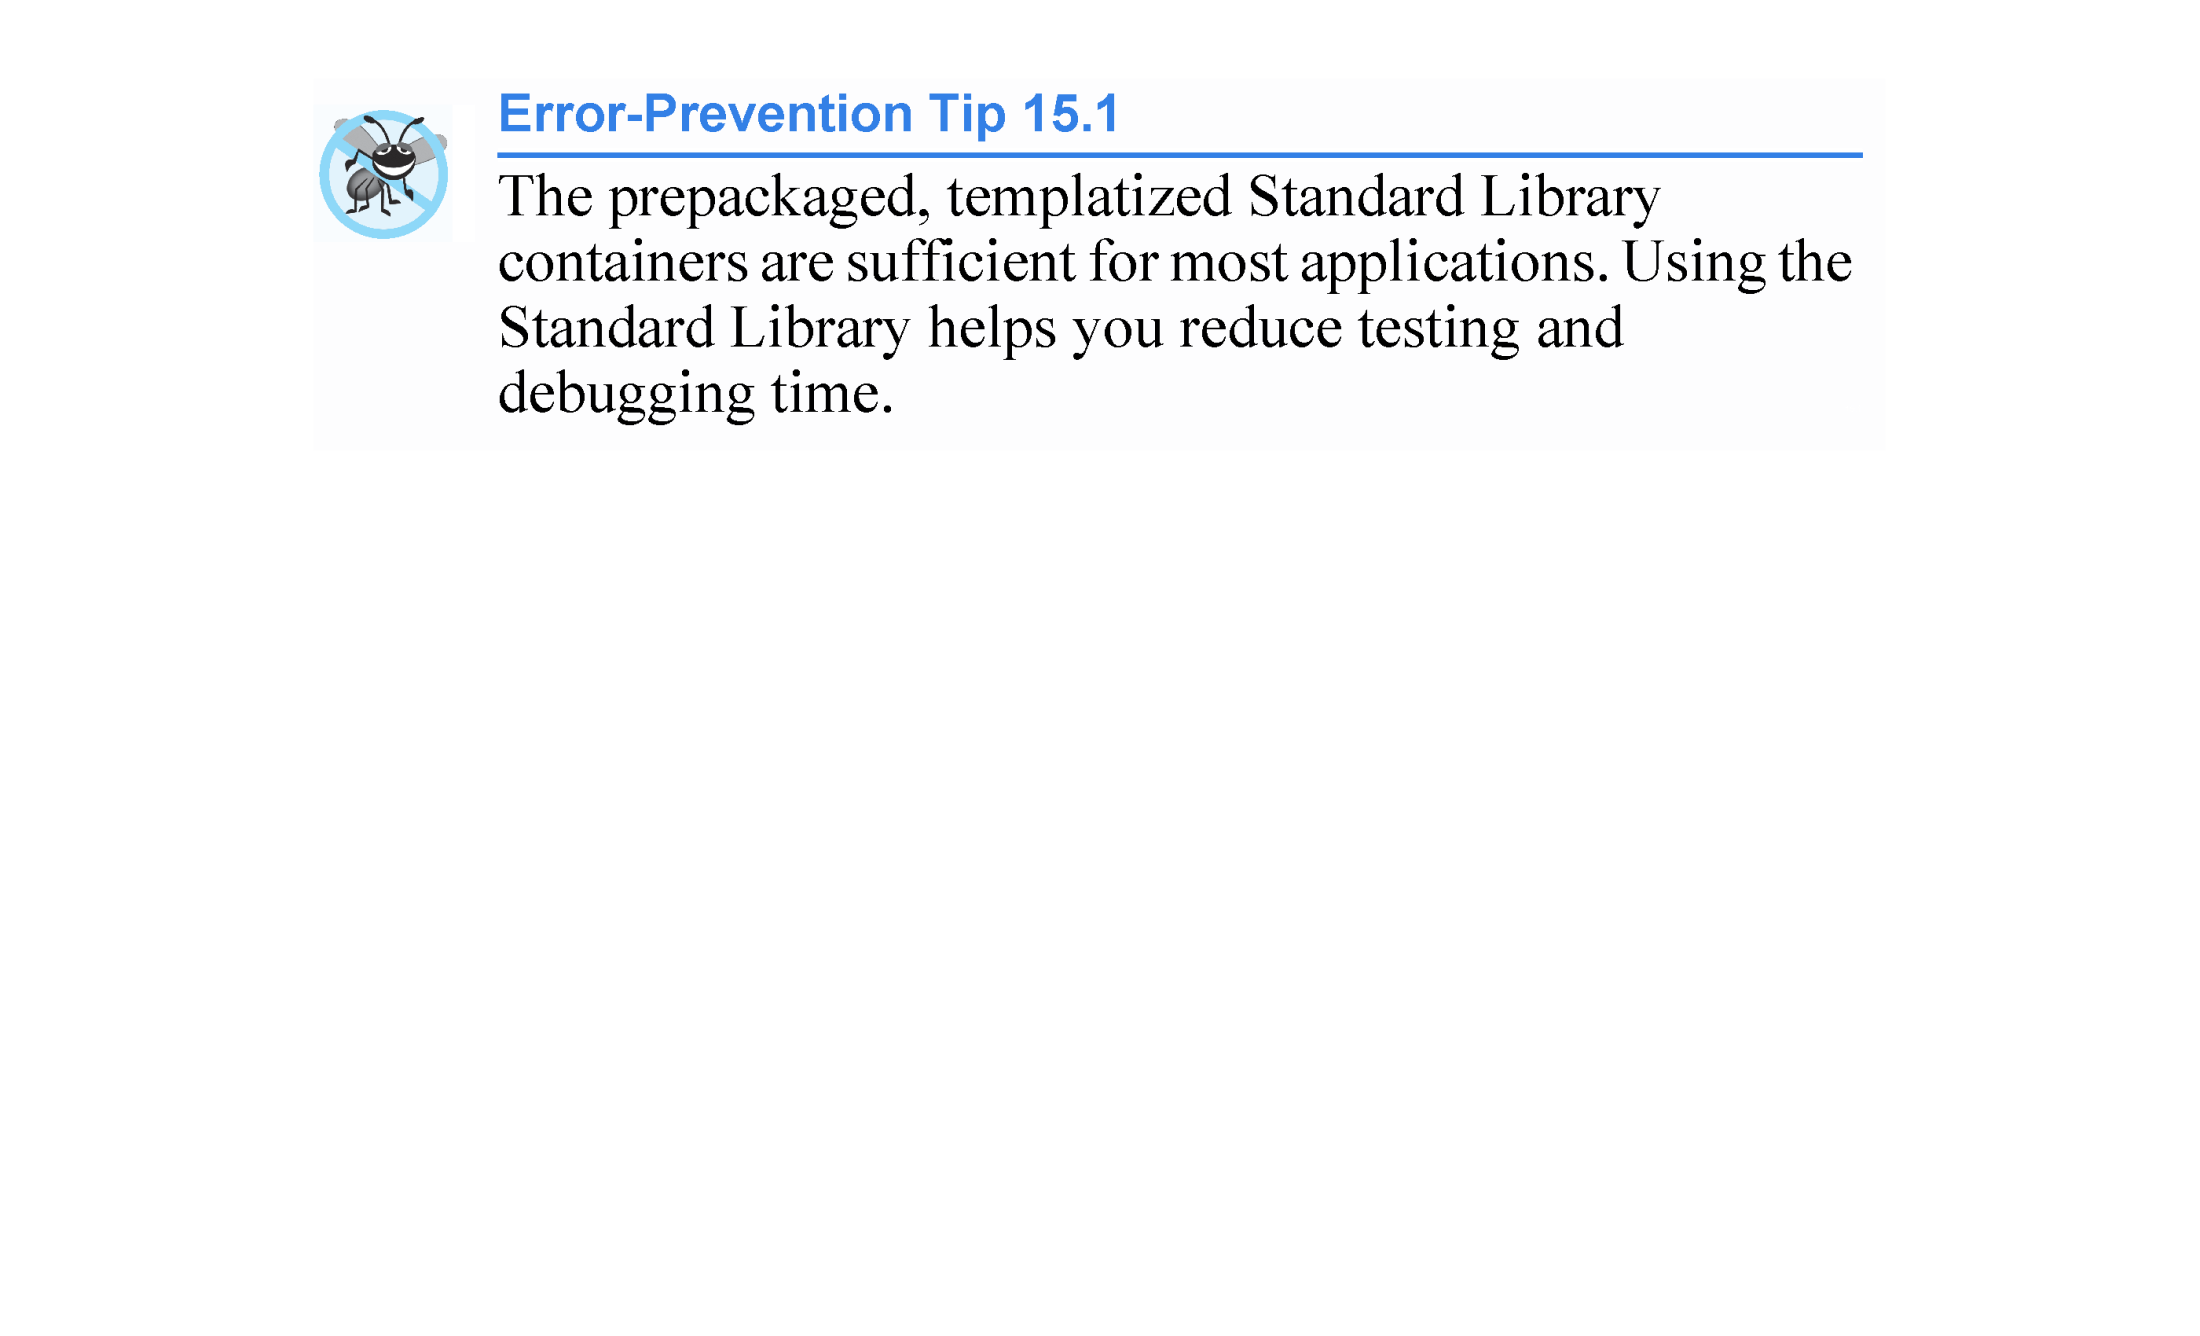 Error-Prevention Tip 15.1
The prepackaged, templatized Standard Library
containers are sufficient for most applications. Using the
Standard Library helps you reduce testing and
debugging time.